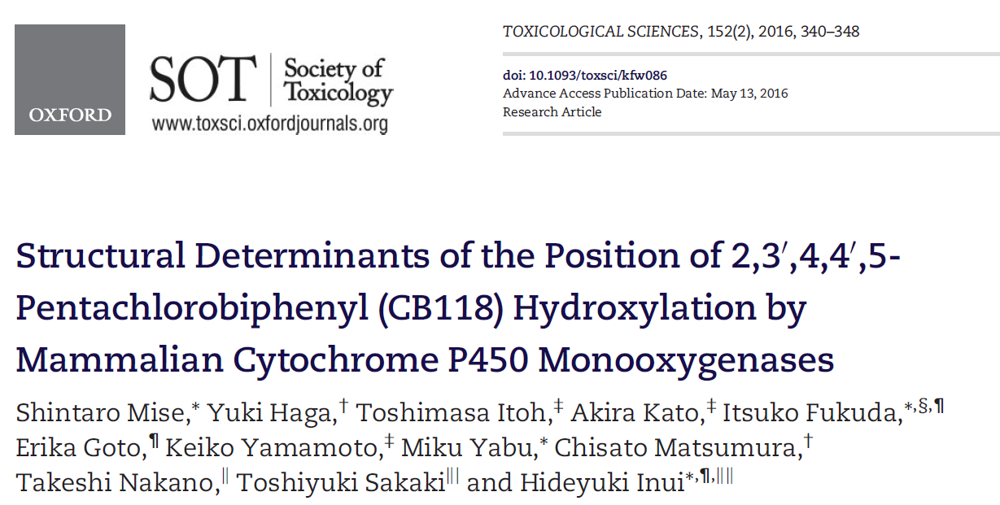 OXFORD
SOT
Society of
Toxicology
www.toxsci.oxfordjournals.org
TOXICOLOGICAL SCIENCES, 152(2), 2016, 340–348
doi: 10.1093/toxsci/kfw086
Advance Access Publication Date: May 13, 2016
Research Article
Structural Determinants of the Position of 2,3′,4,4′,5-
Pentachlorobiphenyl (CB118) Hydroxylation by
Mammalian Cytochrome P450 Monooxygenases
Shintaro Mise,* Yuki Haga,† Toshimasa Itoh,‡ Akira Kato,‡ Itsuko Fukuda,*,§,¶
Erika Goto,¶ Keiko Yamamoto,‡ Miku Yabu,* Chisato Matsumura,†
Takeshi Nakano,‖ Toshiyuki Sakaki||| and Hideyuki Inui*,¶,‖‖